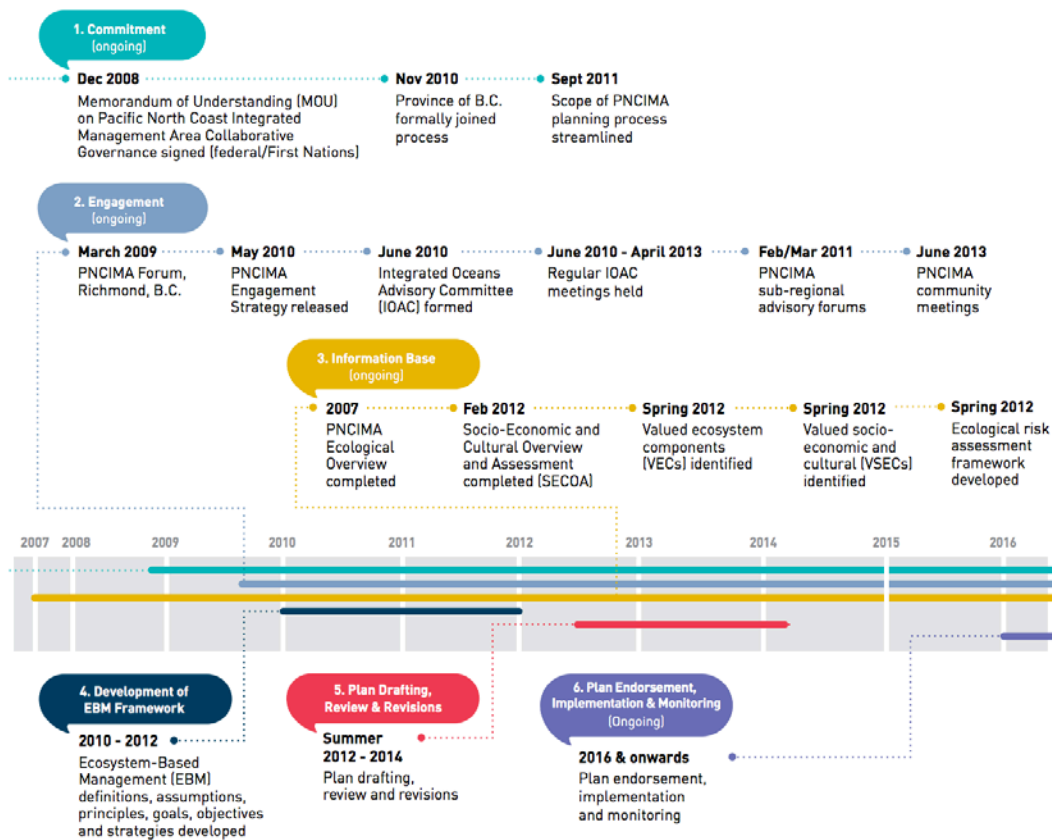 1. Commitment
(ongoing)
Dec 2008
Memorandum of Understanding (MOU)
on Pacific North Coast Integrated
Management Area Collaborative
Governance signed (federal/First Nations)
Nov 2010
Province of B.C.
formally joined
process
Sept 2011
Scope of PNCIMA
planning process
streamlined
2. Engagement
(ongoing)
March 2009
PNCIMA Forum,
Richmond, B.C.
May 2010
PNCIMA
Engagement
Strategy released
June 2010
Integrated Oceans
Advisory Committee
(IOAC) formed
June 2010 - April 2013
Regular IOAC
meetings held
Feb/Mar 2011
PNCIMA
sub-regional
advisory forums
June 2013
PNCIMA
community
meetings
3. Information Base
(ongoing)
2007
PNCIMA
Ecological
Overview
completed
Feb 2012
Socio-Economic and
Cultural Overview
and Assessment
completed (SECOA)
Spring 2012
Valued ecosystem
components
(VECs) identified
Spring 2012
Valued socio-
economic and
cultural (VSECs)
identified
Spring 2012
Ecological risk
assessment
framework
developed
2007 2008 2009 2010 2011 2012 2013 2014 2015 2016
4. Development of
EBM Framework
2010 - 2012
Ecosystem-Based
Management (EBM)
definitions, assumptions,
principles, goals, objectives
and strategies developed
5. Plan Drafting,
Review & Revisions
Summer
2012 - 2014
Plan drafting,
review and revisions
6. Plan Endorsement,
Implementation & Monitoring
(Ongoing)
2016 & onwards
Plan endorsement,
implementation
and monitoring